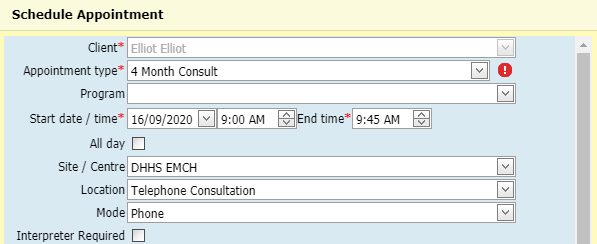 Schedule Appointment
Client* Elliot Elliot
Appointment type* 4 Month Consult
Program
Start date / time* 16/09/2020 9:00 AM End time* 9:45 AM
All day
Site / Centre DHHS EMCH
Location Telephone Consultation
Mode Phone
Interpreter Required